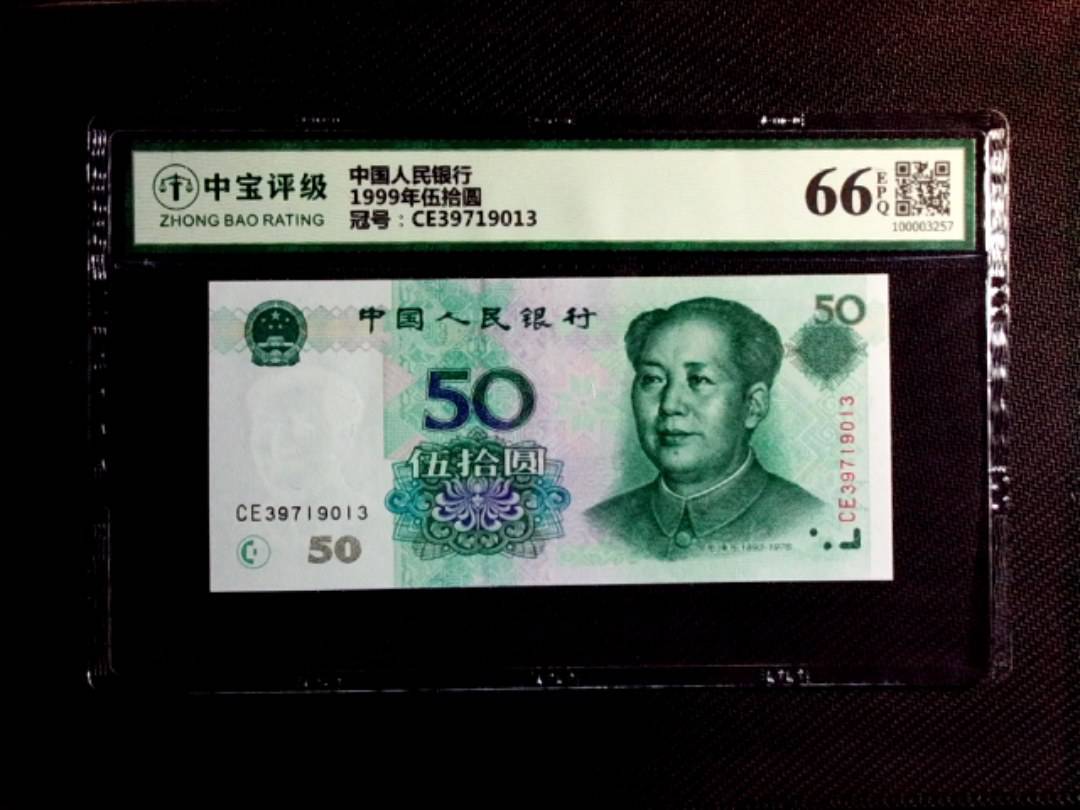 中宝评级
ZHONG BAO RATING
中国人民银行
1999年伍拾圆
冠号：CE39719013
66
EPQ
100003257
中国人民银行
50
50
伍拾圆
CE39719013
CE39719013
50